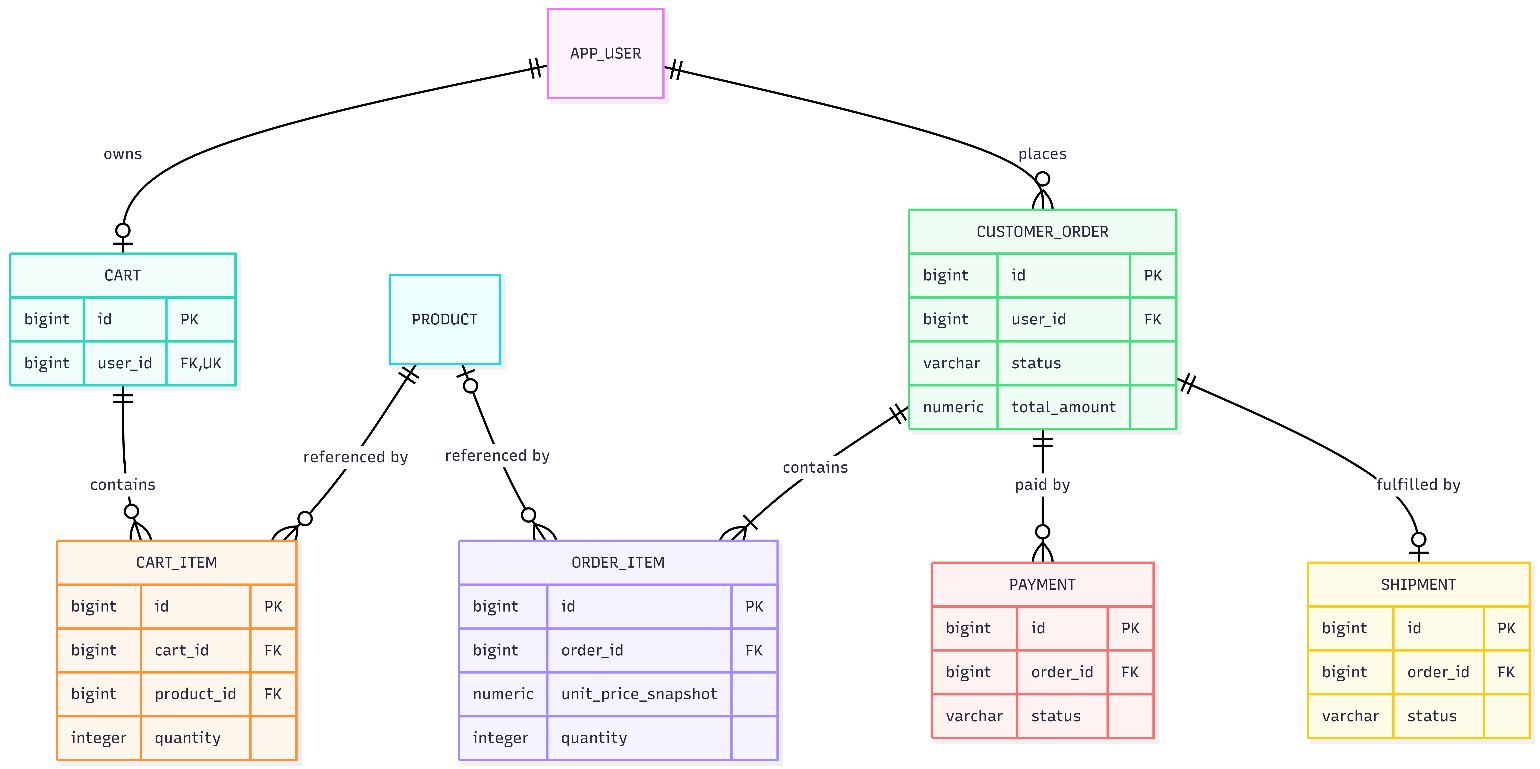 APP_USER
owns
places
CUSTOMER_ORDER
bigint id PK
bigint user_id FK
varchar status
numeric total_amount
CART
bigint id PK
bigint user_id FK,UK
PRODUCT
referenced by
referenced by
contains
contains
paid by
fulfilled by
CART_ITEM
bigint id PK
bigint cart_id FK
bigint product_id FK
integer quantity
ORDER_ITEM
bigint id PK
bigint order_id FK
numeric unit_price_snapshot
integer quantity
PAYMENT
bigint id PK
bigint order_id FK
varchar status
SHIPMENT
bigint id PK
bigint order_id FK
varchar status